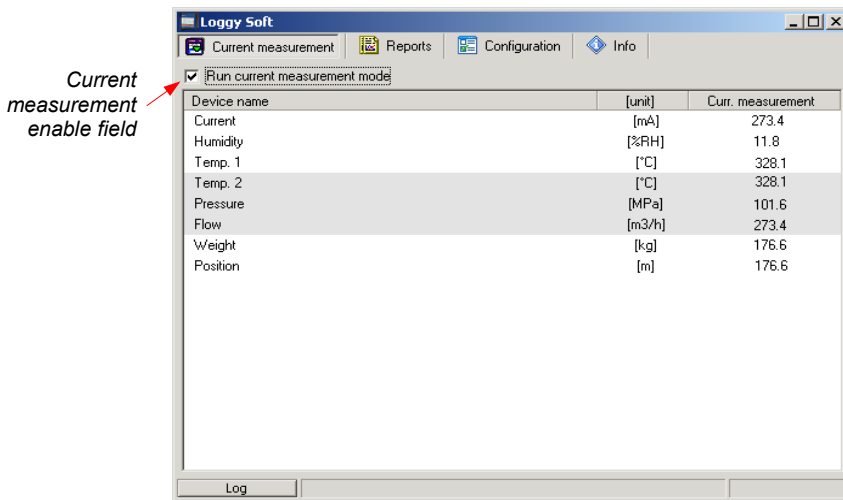 Loggy Soft
Current measurement Reports Configuration Info
Current measurement enable field
Run current measurement mode
Device name [unit] Curr. measurement
Current [mA] 273.4
Humidity [%RH] 11.8
Temp. 1 [°C] 328.1
Temp. 2 [°C] 328.1
Pressure [MPa] 101.6
Flow [m3/h] 273.4
Weight [kg] 176.6
Position [m] 176.6
Log